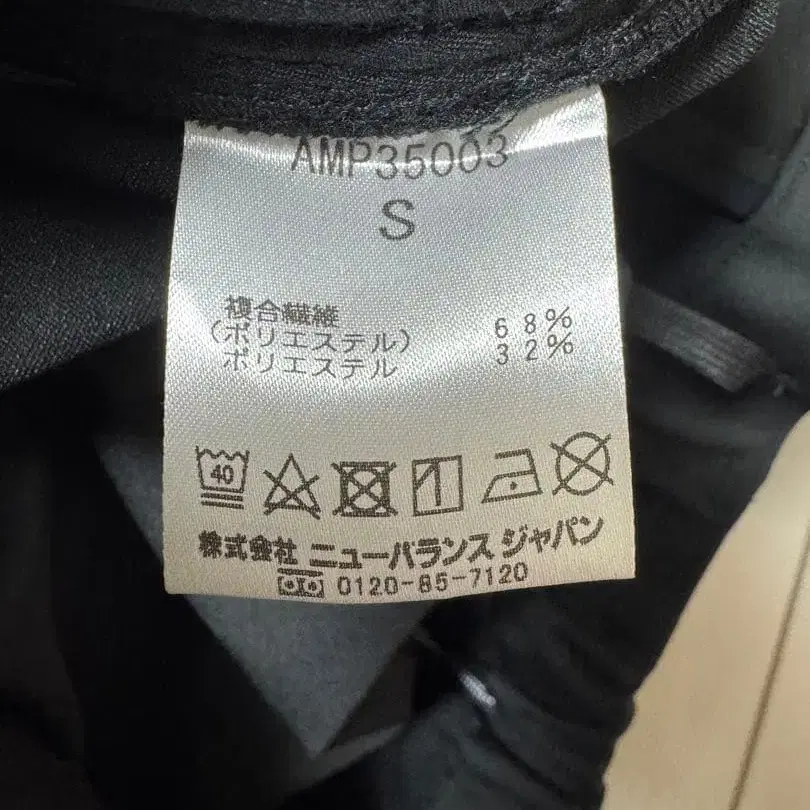 AMP35003
S
複合繊維
(ポリエステル) 68%
ポリエステル 32%
40
株式会社 ニューバランス ジャパン
0120-85-7120